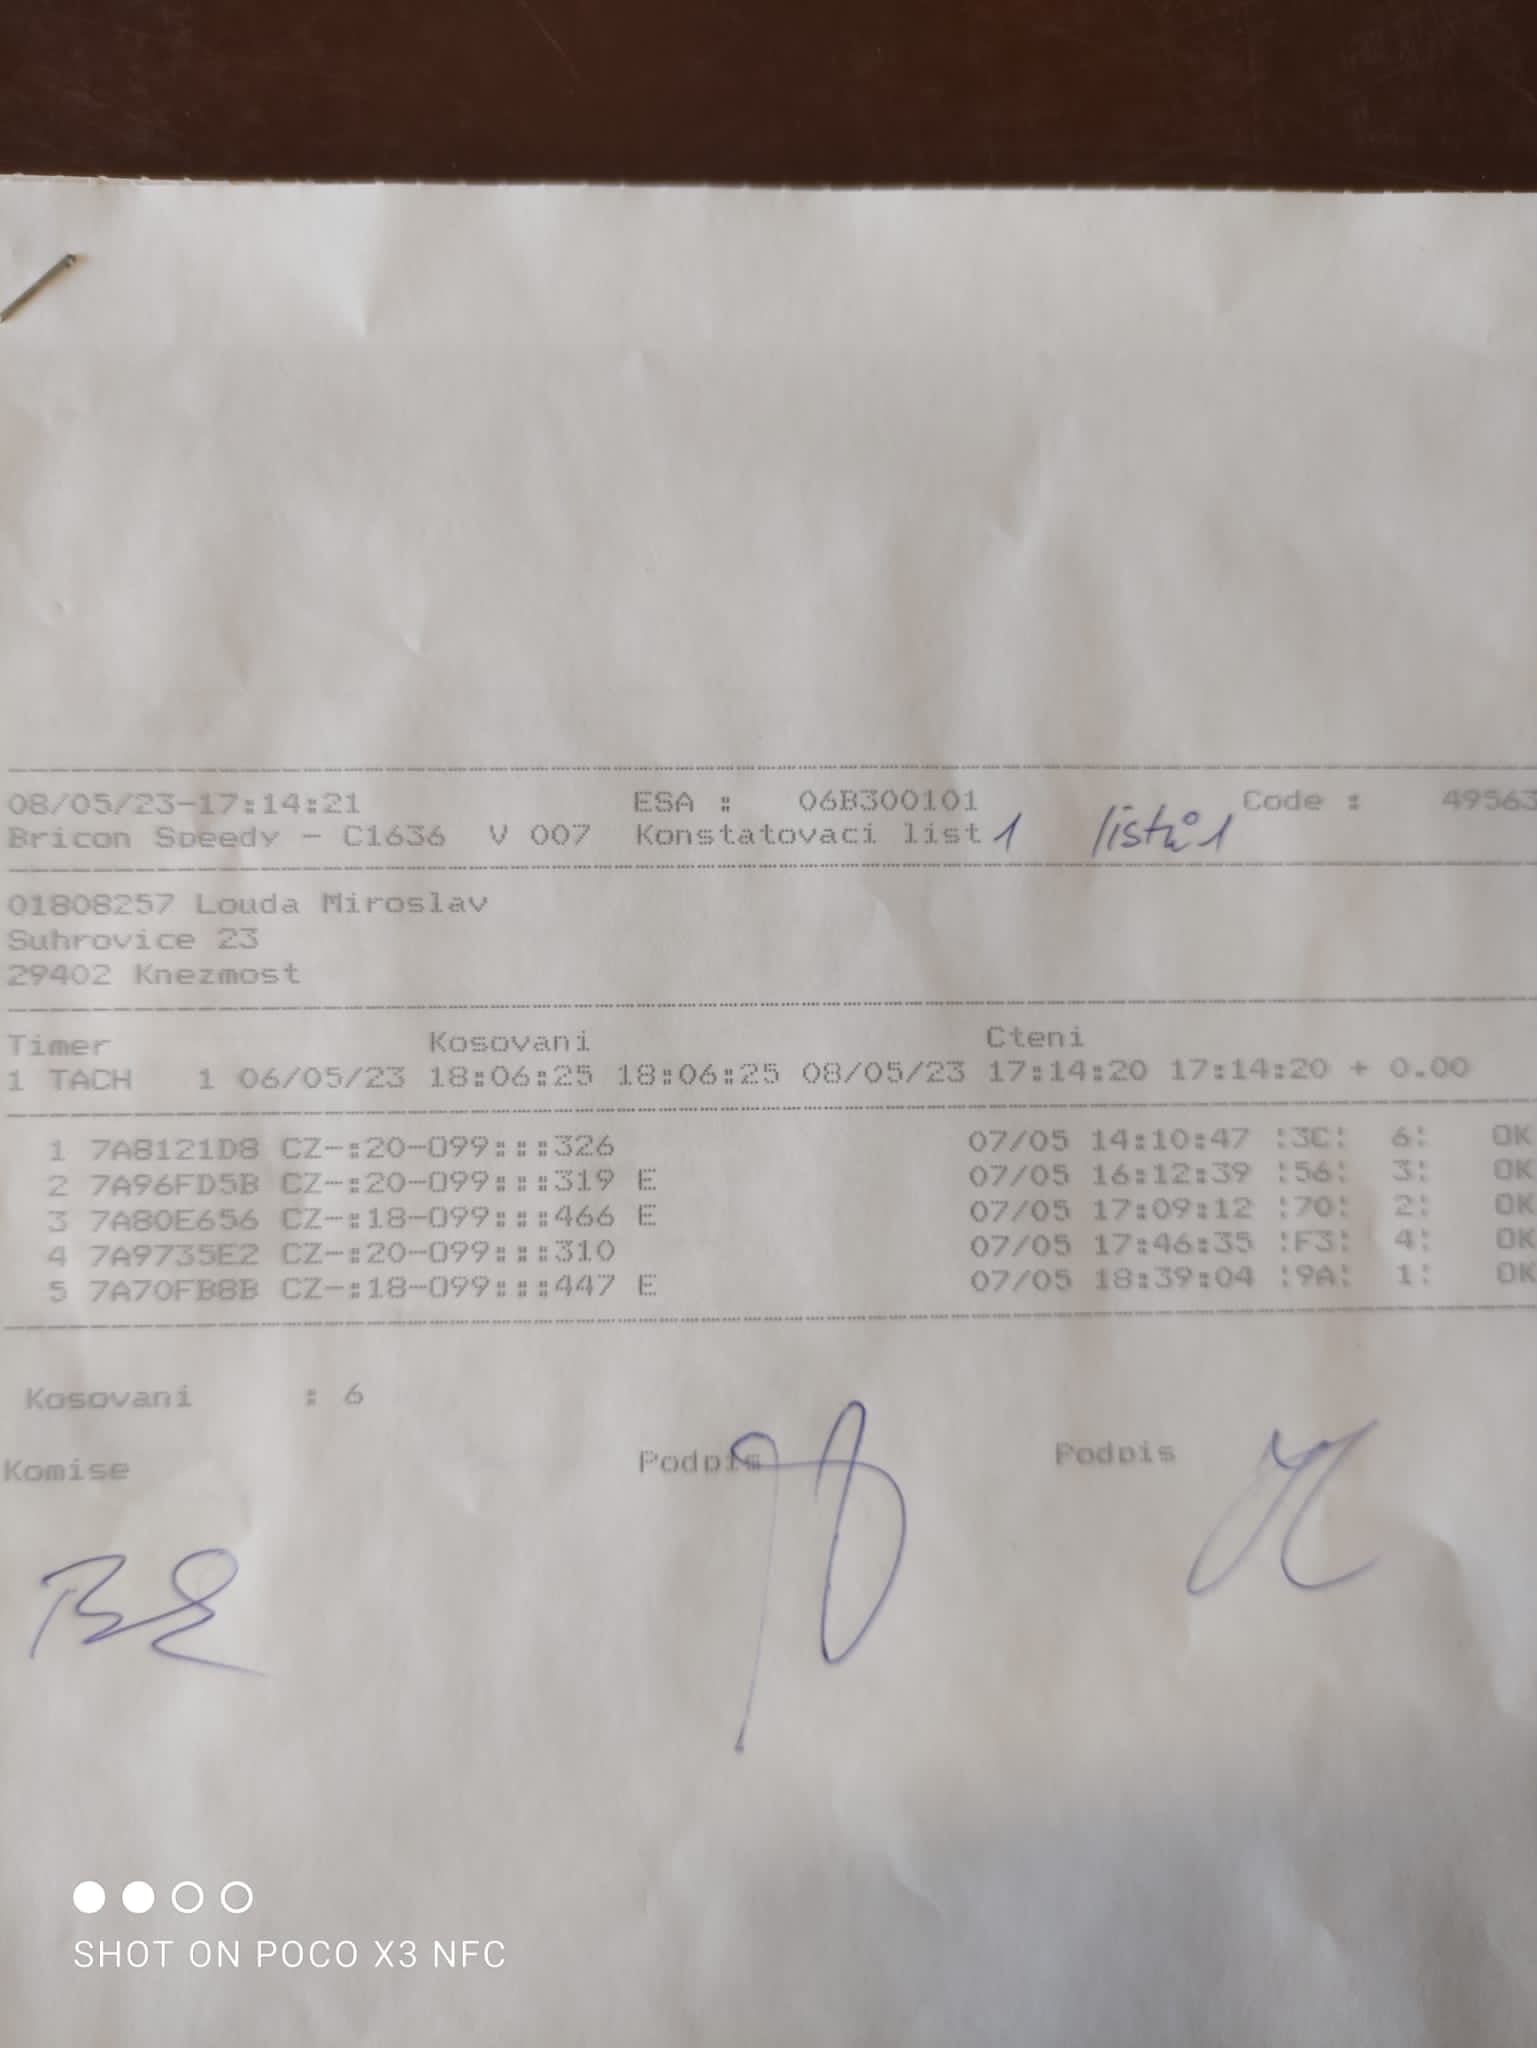 08/05/23-17:14:21 ESA : 06B300101 Code : 49563
Bricon Speedy - C1636 V 007 Konstatovaci list 1 listů 1
01808257 Louda Miroslav
Suhrovice 23
29402 Knezmost
Timer Kosovani Cteni
1 TACH 1 06/05/23 18:06:25 18:06:25 08/05/23 17:14:20 17:14:20 + 0.00
1 7A8121D8 CZ-:20-099:::326 07/05 14:10:47 :3C: 6: OK
2 7A96FD5B CZ-:20-099:::319 E 07/05 16:12:39 :56: 3: OK
3 7A80E656 CZ-:18-099:::466 E 07/05 17:09:12 :70: 2: OK
4 7A9735E2 CZ-:20-099:::310 07/05 17:46:35 :F3: 4: OK
5 7A70FB8B CZ-:18-099:::447 E 07/05 18:39:04 :9A: 1: OK
Kosovani : 6
Komise Podpis Podpis
SHOT ON POCO X3 NFC